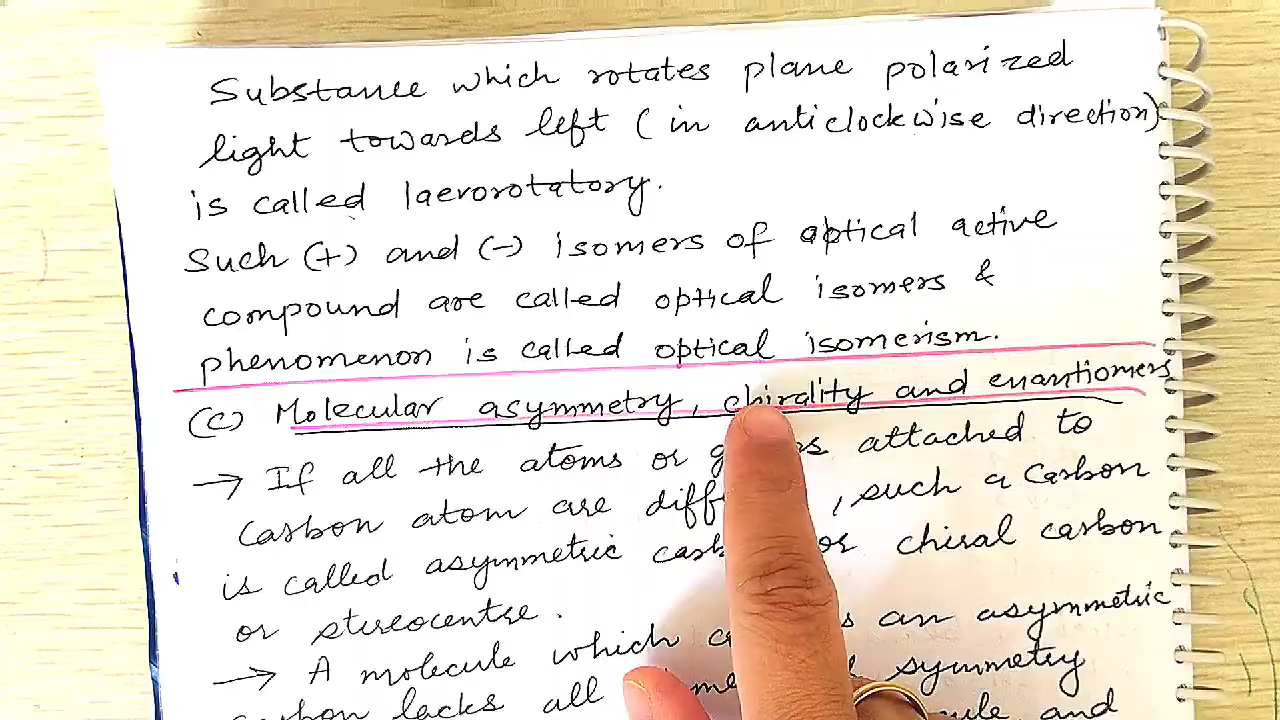 Substance which rotates plane polarized
light towards left (in anticlockwise direction)
is called laevorotatory.
Such (+) and (-) isomers of optical active
compound are called optical isomers &
phenomenon is called optical isomerism.
(c) Molecular asymmetry, chirality and enantiomers
→ If all the atoms or attached to
carbon atom are , such a carbon
is called asymmetric or chiral carbon
or stereocentre.
→ A molecule which an asymmetric
carbon lacks all symmetry
and